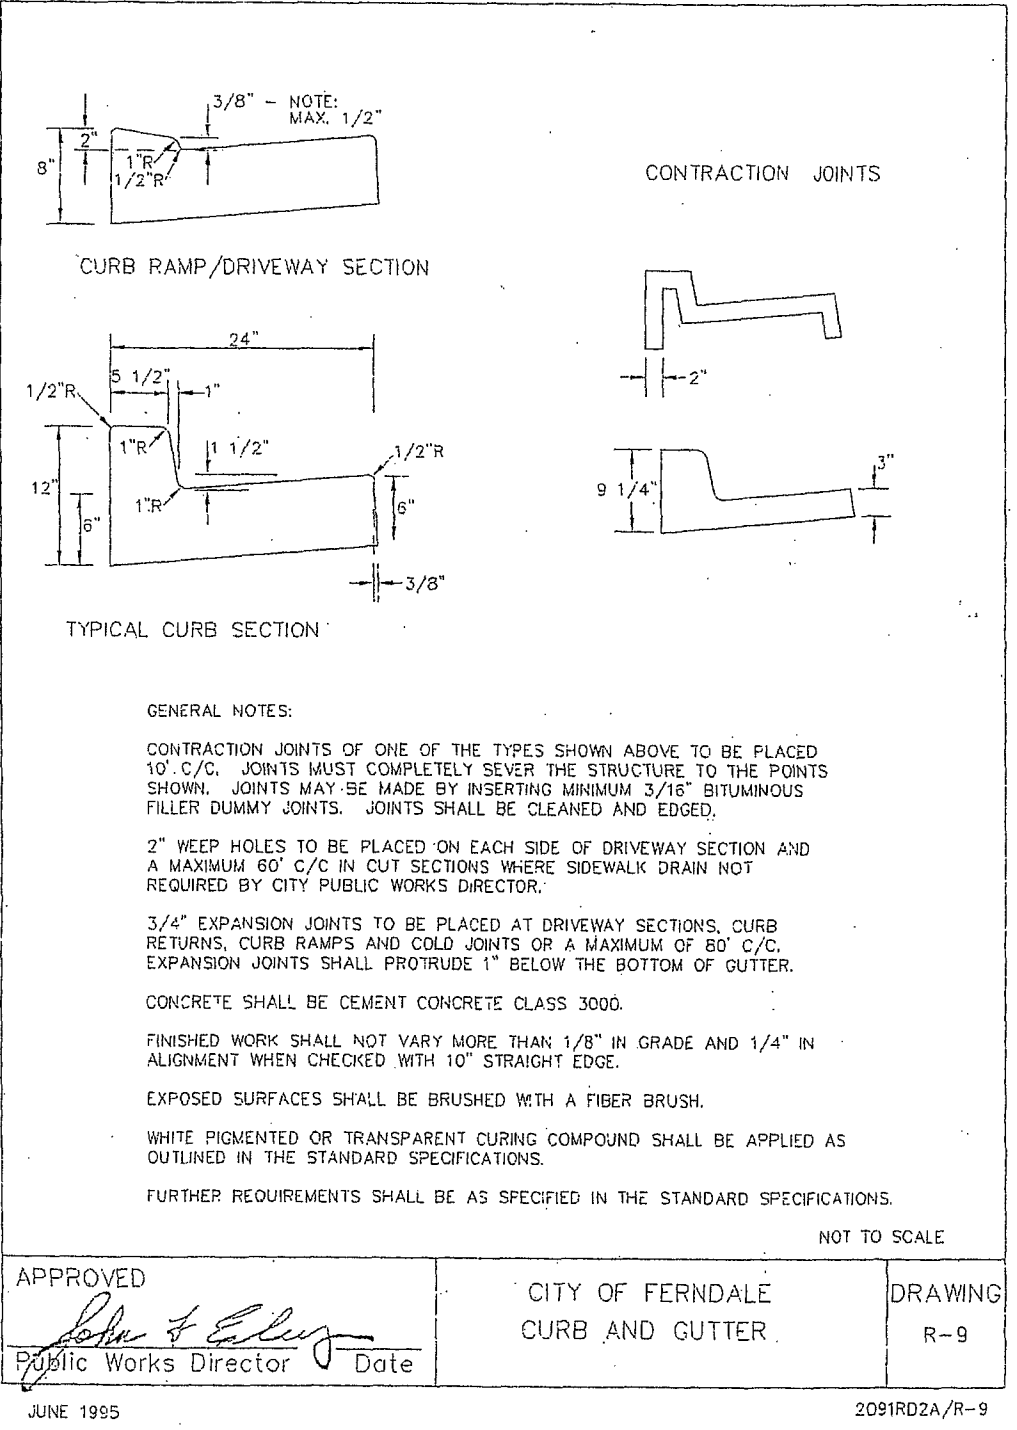 3/8" - NOTE:
MAX. 1/2"
2"
8"
1"R
1/2"R
CURB RAMP/DRIVEWAY SECTION
CONTRACTION JOINTS
2"
24"
5 1/2"
1"
1/2"R
1"R
1 1/2"
1/2"R
12"
1"R
6"
6"
3/8"
TYPICAL CURB SECTION
9 1/4"
3"
GENERAL NOTES:
CONTRACTION JOINTS OF ONE OF THE TYPES SHOWN ABOVE TO BE PLACED
10' C/C. JOINTS MUST COMPLETELY SEVER THE STRUCTURE TO THE POINTS
SHOWN. JOINTS MAY BE MADE BY INSERTING MINIMUM 3/16" BITUMINOUS
FILLER DUMMY JOINTS. JOINTS SHALL BE CLEANED AND EDGED.
2" WEEP HOLES TO BE PLACED ON EACH SIDE OF DRIVEWAY SECTION AND
A MAXIMUM 60' C/C IN CUT SECTIONS WHERE SIDEWALK DRAIN NOT
REQUIRED BY CITY PUBLIC WORKS DIRECTOR.
3/4" EXPANSION JOINTS TO BE PLACED AT DRIVEWAY SECTIONS, CURB
RETURNS, CURB RAMPS AND COLD JOINTS OR A MAXIMUM OF 80' C/C.
EXPANSION JOINTS SHALL PROTRUDE 1" BELOW THE BOTTOM OF GUTTER.
CONCRETE SHALL BE CEMENT CONCRETE CLASS 3000.
FINISHED WORK SHALL NOT VARY MORE THAN 1/8" IN GRADE AND 1/4" IN
ALIGNMENT WHEN CHECKED WITH 10" STRAIGHT EDGE.
EXPOSED SURFACES SHALL BE BRUSHED WITH A FIBER BRUSH.
WHITE PIGMENTED OR TRANSPARENT CURING COMPOUND SHALL BE APPLIED AS
OUTLINED IN THE STANDARD SPECIFICATIONS.
FURTHER REQUIREMENTS SHALL BE AS SPECIFIED IN THE STANDARD SPECIFICATIONS.
NOT TO SCALE
APPROVED
John F
Public Works Director Date
CITY OF FERNDALE
CURB AND GUTTER
DRAWING
R-9
JUNE 1995
2091RD2A/R-9